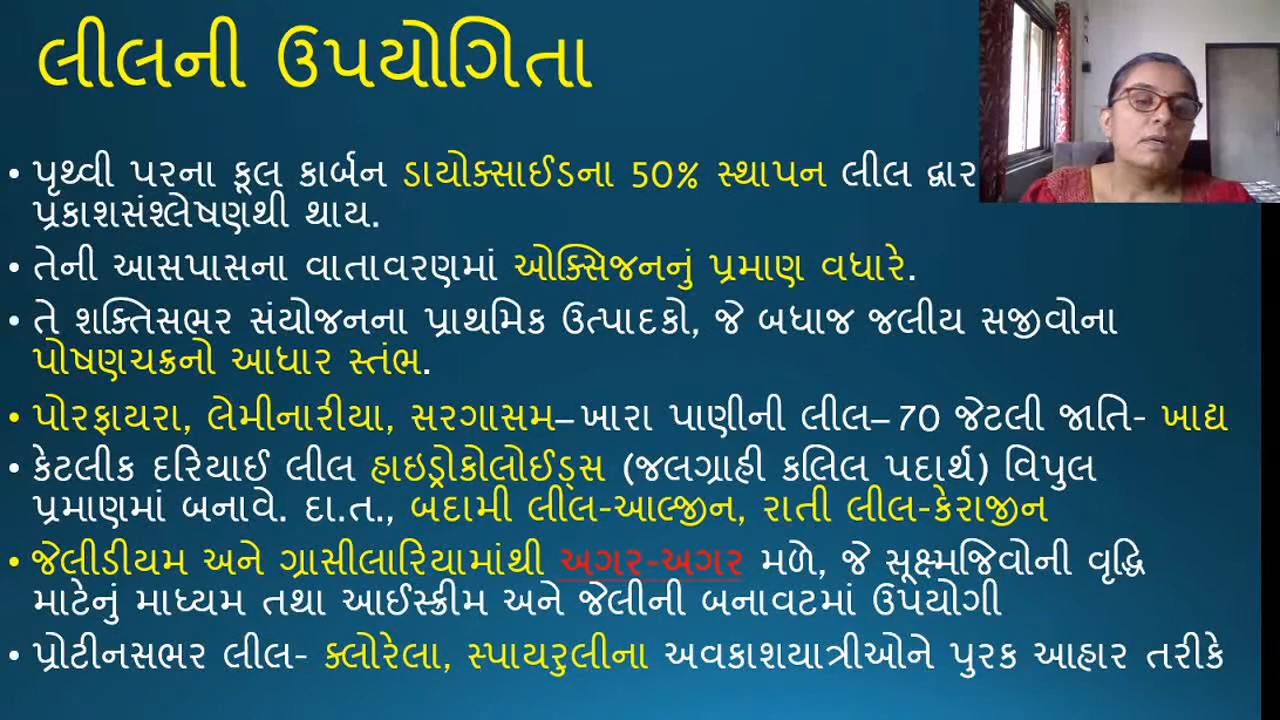 લીલની ઉપયોગિતા
• પૃથ્વી પરના કૂલ કાર્બન ડાયોક્સાઈડના 50% સ્થાપન લીલ દ્વાર
પ્રકાશસંશ્લેષણથી થાય.
• તેની આસપાસના વાતાવરણમાં ઓક્સિજનનું પ્રમાણ વધારે.
• તે શક્તિસભર સંયોજનના પ્રાથમિક ઉત્પાદકો, જે બધાજ જલીય સજીવોના
પોષણચક્રનો આધાર સ્તંભ.
• પોરફાયરા, લેમીનારીયા, સરગાસમ–ખારા પાણીની લીલ–70 જેટલી જાતિ- ખાદ્ય
• કેટલીક દરિયાઈ લીલ હાઇડ્રોકોલોઈડ્સ (જલગ્રાહી કલિલ પદાર્થ) વિપુલ
પ્રમાણમાં બનાવે. દા.ત., બદામી લીલ-આલ્જીન, રાતી લીલ-કેરાજીન
• જેલીડીયમ અને ગ્રાસીલારિયામાંથી અગર-અગર મળે, જે સૂક્ષ્મજિવોની વૃદ્ધિ
માટેનું માધ્યમ તથા આઈસ્ક્રીમ અને જેલીની બનાવટમાં ઉપયોગી
• પ્રોટીનસભર લીલ- ક્લોરેલા, સ્પાયરુલીના અવકાશયાત્રીઓને પુરક આહાર તરીકે